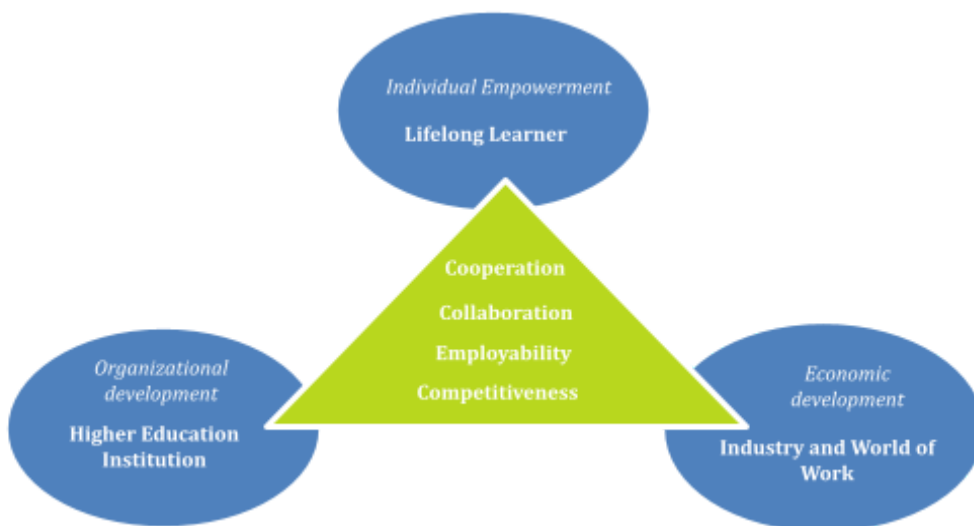 Individual Empowerment
Lifelong Learner
Cooperation
Collaboration
Employability
Competitiveness
Organizational
development
Higher Education
Institution
Economic
development
Industry and World of
Work